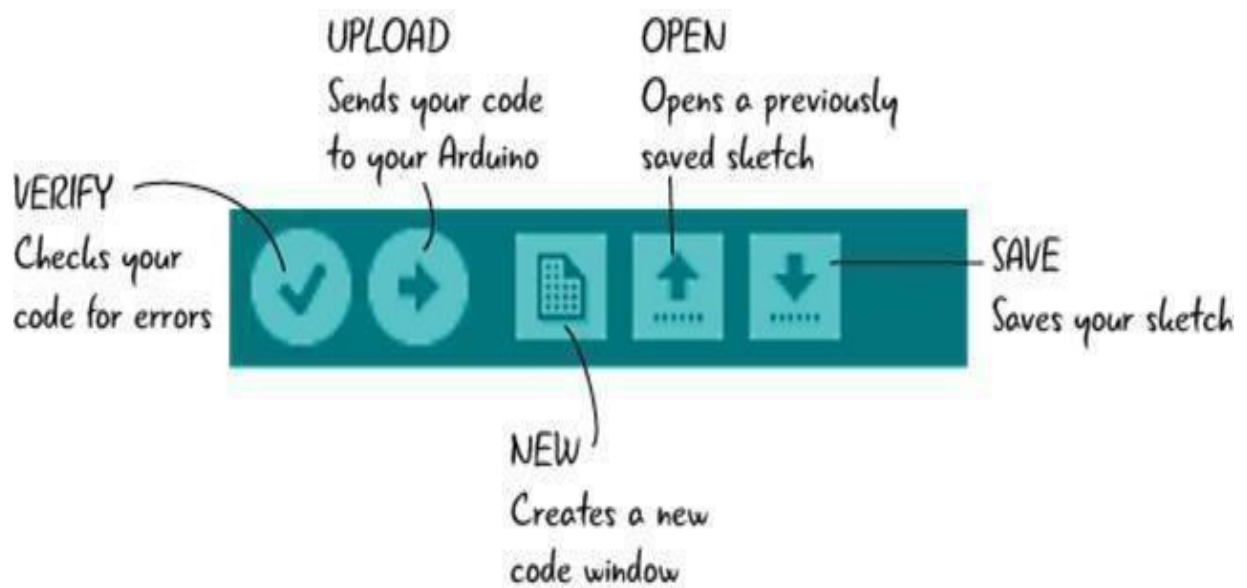 UPLOAD
Sends your code
to your Arduino
OPEN
Opens a previously
saved sketch
VERIFY
Checks your
code for errors
SAVE
Saves your sketch
NEW
Creates a new
code window